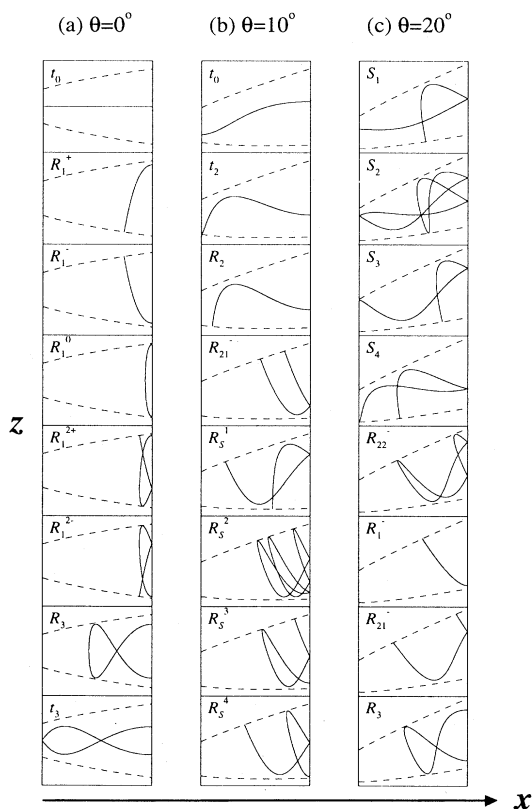 (a) θ=0° (b) θ=10° (c) θ=20°
t₀ t₀ S₁
R₁⁺ t₂ S₂
R₁⁻ R₂ S₃
R₁⁰ R₂₁⁻ S₄
R₁²⁺ Rₛ¹ R₂₂⁻
R₁²⁻ Rₛ² R₁⁻
R₃ Rₛ³ R₂₁⁻
t₃ Rₛ⁴ R₃
z
x